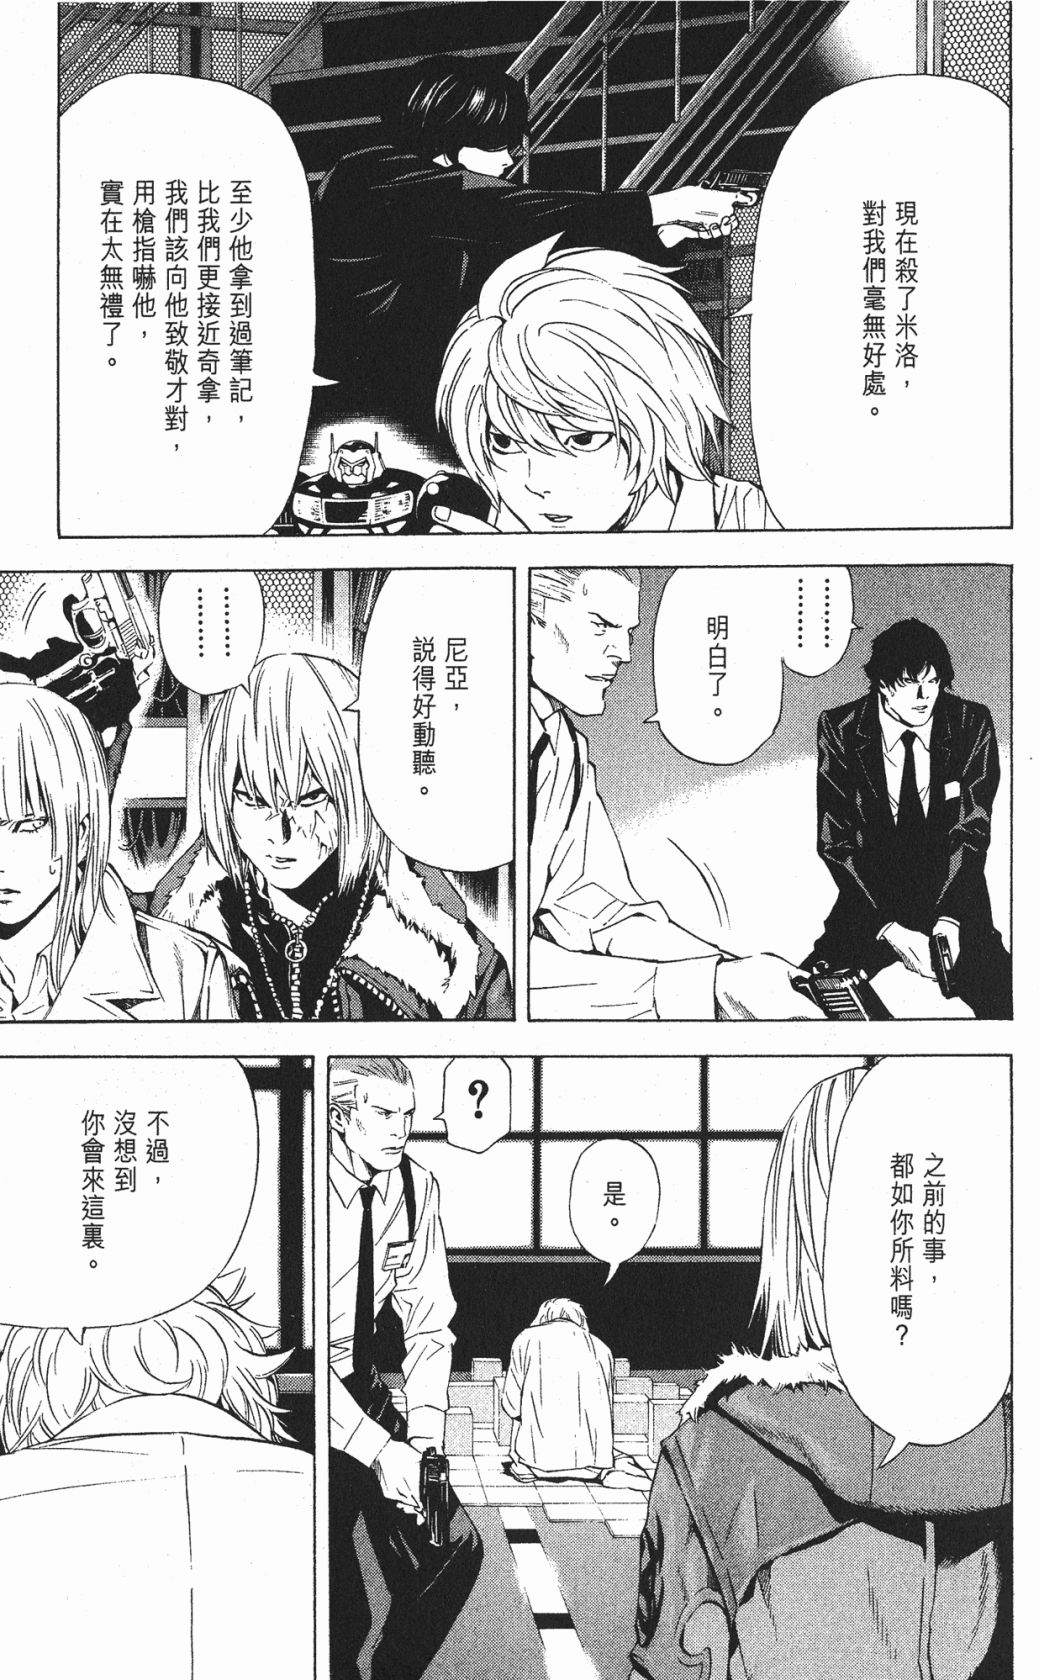 現在殺了米洛，
對我們毫無好處。
至少他拿到過筆記，
比我們更接近奇拿，
我們該向他致敬才對，
用槍指嚇他，
實在太無禮了。
………
明白了。
尼亞，
説得好動聽。
………
………
之前的事，
都如你所料嗎？
是。
？
不過，
沒想到
你會來這裏。